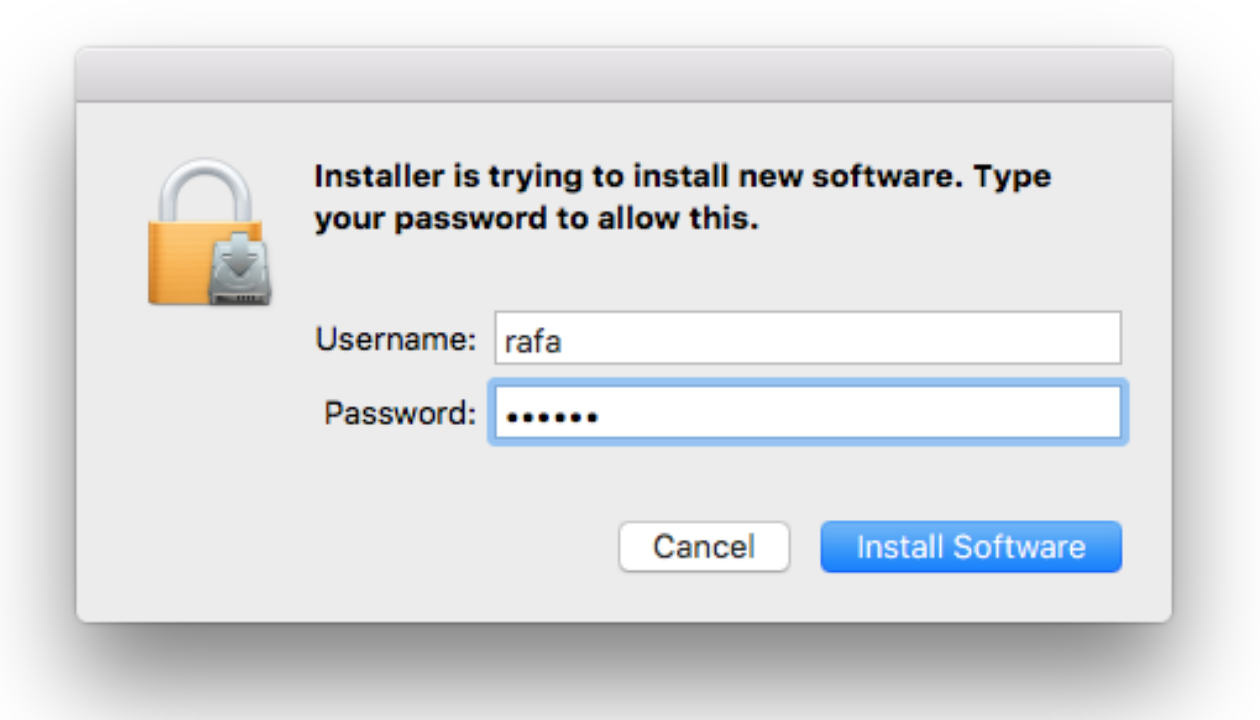 Installer is trying to install new software. Type
your password to allow this.
Username: rafa
Password: ••••••
Cancel Install Software